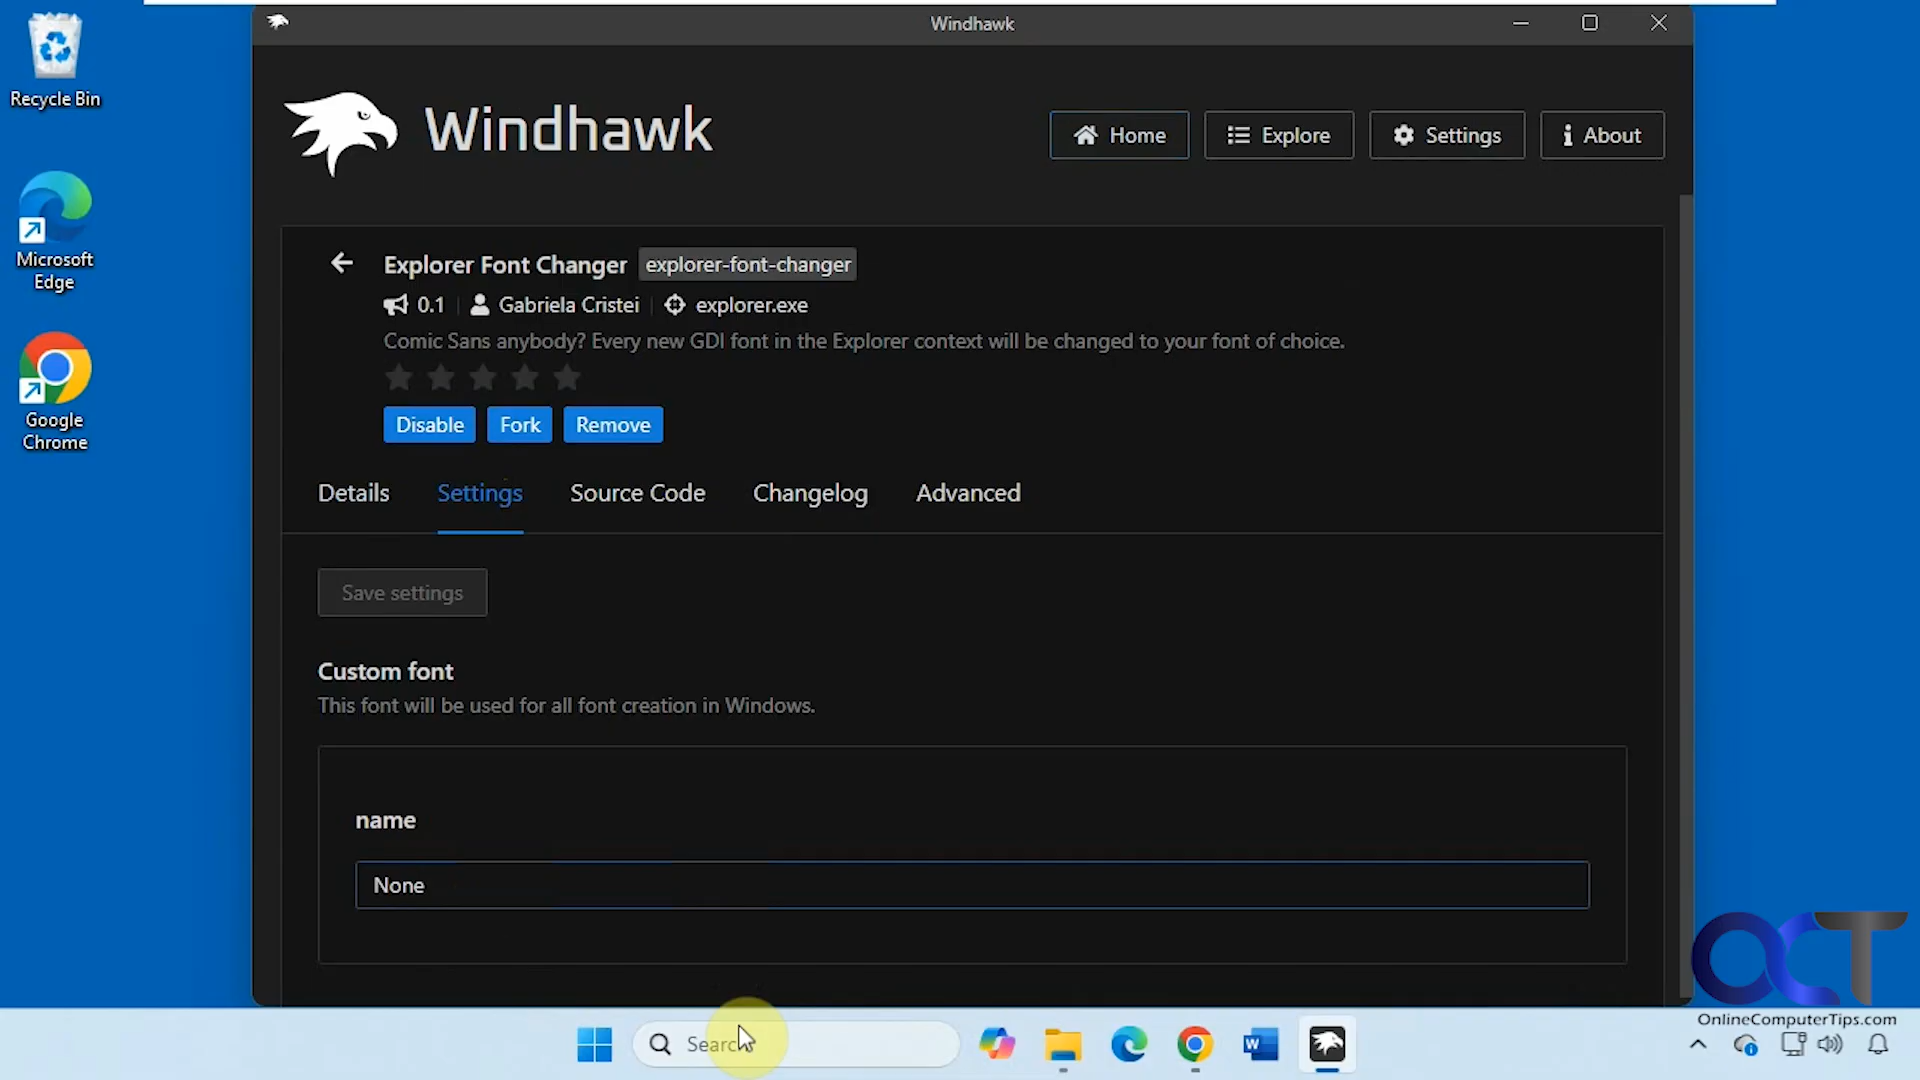 Windhawk
Recycle Bin
Microsoft
Edge
Google
Chrome
Windhawk
Home
Explore
Settings
About
Explorer Font Changer
explorer-font-changer
0.1
Gabriela Cristei
explorer.exe
Comic Sans anybody? Every new GDI font in the Explorer context will be changed to your font of choice.
Disable
Fork
Remove
Details
Settings
Source Code
Changelog
Advanced
Save settings
Custom font
This font will be used for all font creation in Windows.
name
None
OCT
OnlineComputerTips.com
Search
W